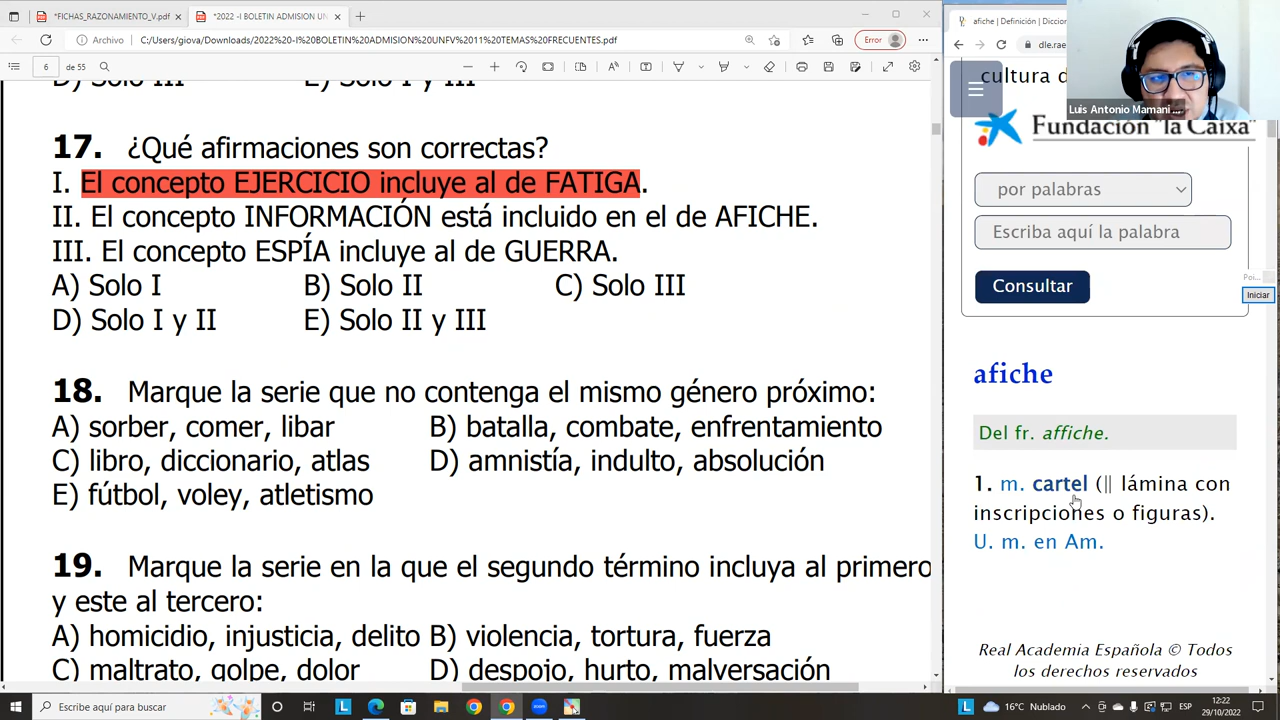 *FICHAS_RAZONAMIENTO_V.pdf
*2022 -I BOLETIN ADMISION UN
Archivo
C:/Users/giova/Downloads/2022%20-I%20BOLETIN%20ADMISION%20UNFV%20%20TEMAS%20FRECUENTES.pdf
Error
6 de 55
D) Solo III E) Solo I y II
17. ¿Qué afirmaciones son correctas?
I. El concepto EJERCICIO incluye al de FATIGA.
II. El concepto INFORMACIÓN está incluido en el de AFICHE.
III. El concepto ESPÍA incluye al de GUERRA.
A) Solo I B) Solo II C) Solo III
D) Solo I y II E) Solo II y III
18. Marque la serie que no contenga el mismo género próximo:
A) sorber, comer, libar B) batalla, combate, enfrentamiento
C) libro, diccionario, atlas D) amnistía, indulto, absolución
E) fútbol, voley, atletismo
19. Marque la serie en la que el segundo término incluya al primero
y este al tercero:
A) homicidio, injusticia, delito B) violencia, tortura, fuerza
C) maltrato, golpe, dolor D) despojo, hurto, malversación
afiche | Definición | Diccion
dle.rae
cultura d
Luis Antonio Mamani ...
Fundación "la Caixa"
por palabras
Escriba aquí la palabra
Consultar
Poi...
Iniciar
afiche
Del fr. affiche.
1. m. cartel (|| lámina con
inscripciones o figuras).
U. m. en Am.
Real Academia Española © Todos
los derechos reservados
Escribe aquí para buscar
16°C Nublado
ESP
12:22
29/10/2022